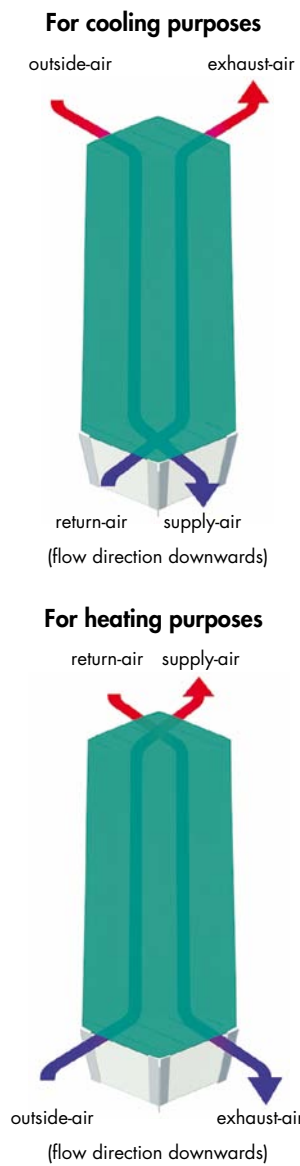 For cooling purposes
outside-air exhaust-air
return-air supply-air
(flow direction downwards)
For heating purposes
return-air supply-air
outside-air exhaust-air
(flow direction downwards)